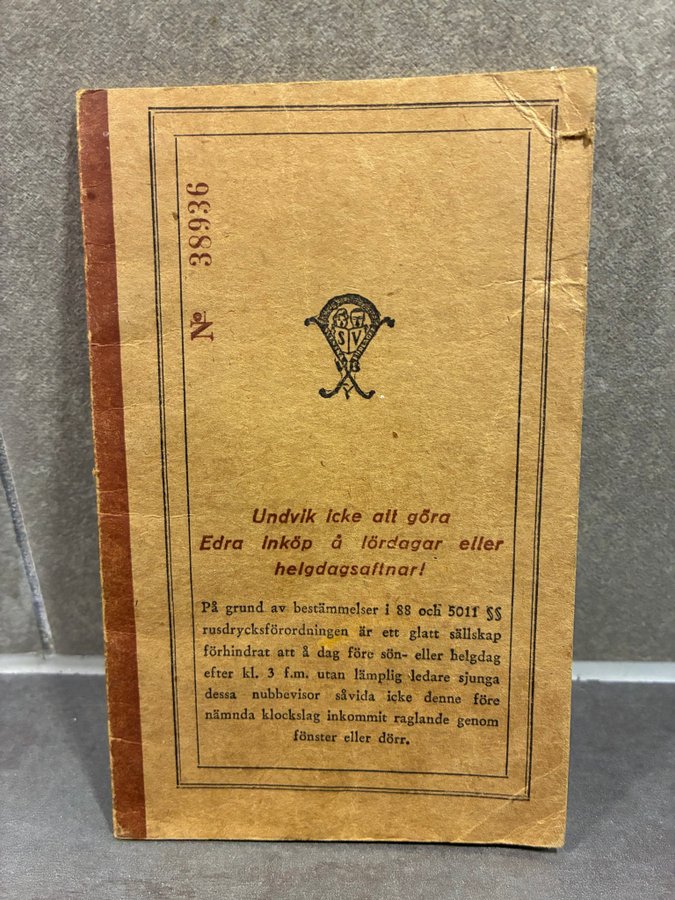 Nº 38936
S V
V B
Undvik icke att göra
Edra inköp å lördagar eller
helgdagsaftnar!
På grund av bestämmelser i 88 och 5011 §§
rusdrycksförordningen är ett glatt sällskap
förhindrat att å dag före sön- eller helgdag
efter kl. 3 f.m. utan lämplig ledare sjunga
dessa nubbevisor såvida icke denne före
nämnda klockslag inkommit raglande genom
fönster eller dörr.